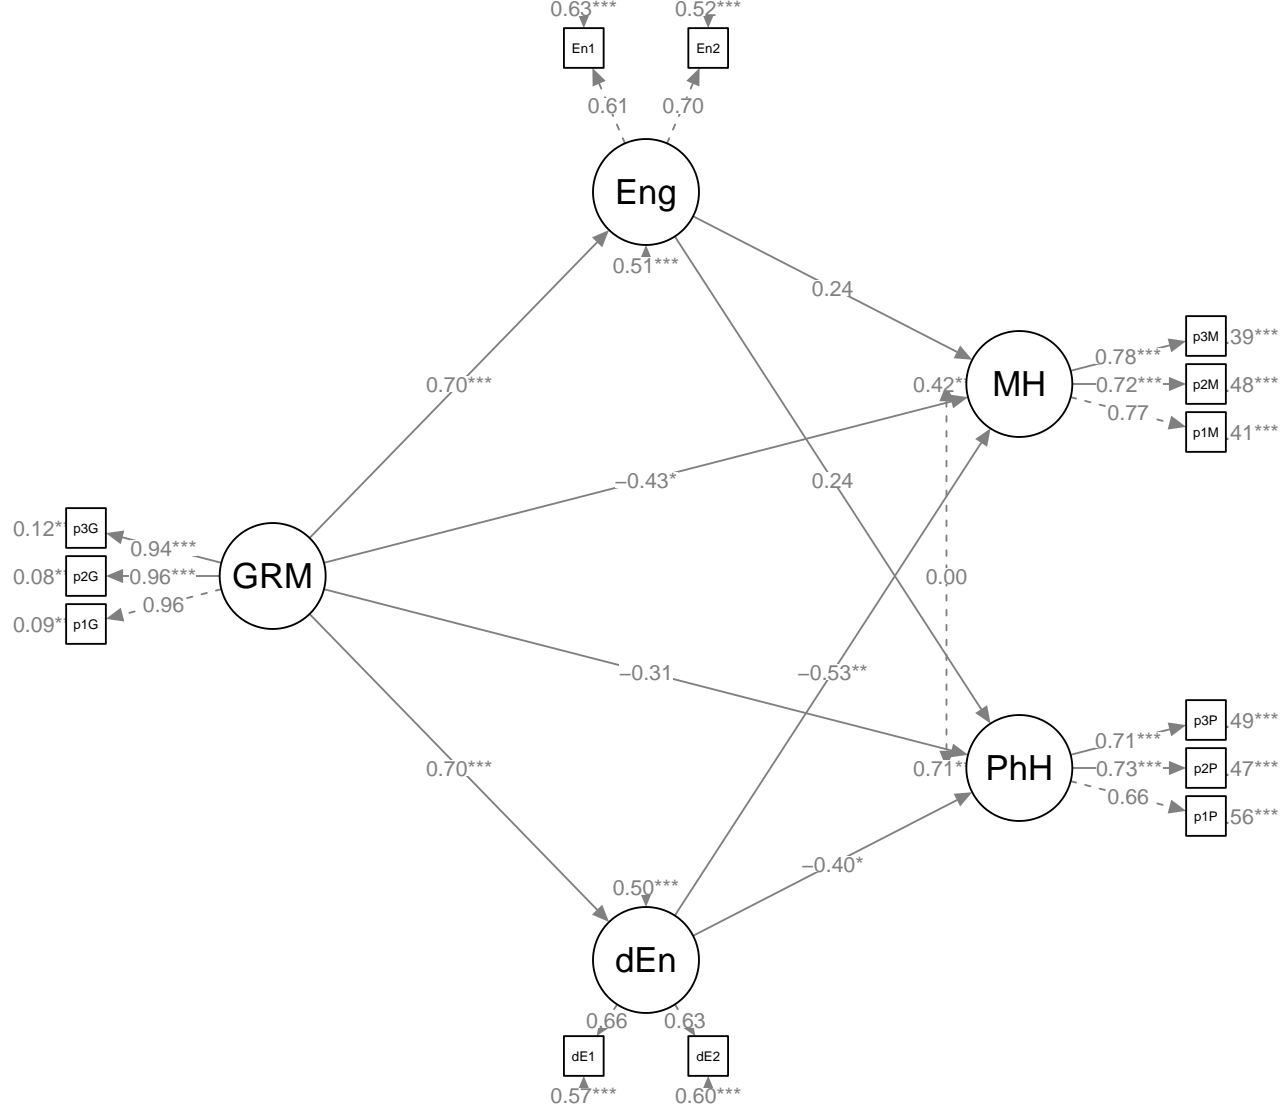 0.63*** 0.52***
En1 En2
0.61 0.70
Eng
0.51***
0.24
p3M .39***
0.78***
0.70*** 0.42* MH 0.72*** p2M .48***
0.77
p1M .41***
−0.43* 0.24
0.12* p3G
0.94***
0.08* p2G 0.96*** GRM 0.00
0.96
0.09* p1G
−0.31 −0.53**
p3P .49***
0.71***
0.70*** 0.71* PhH 0.73*** p2P .47***
0.66
p1P .56***
−0.40*
0.50***
dEn
0.66 0.63
dE1 dE2
0.57*** 0.60***